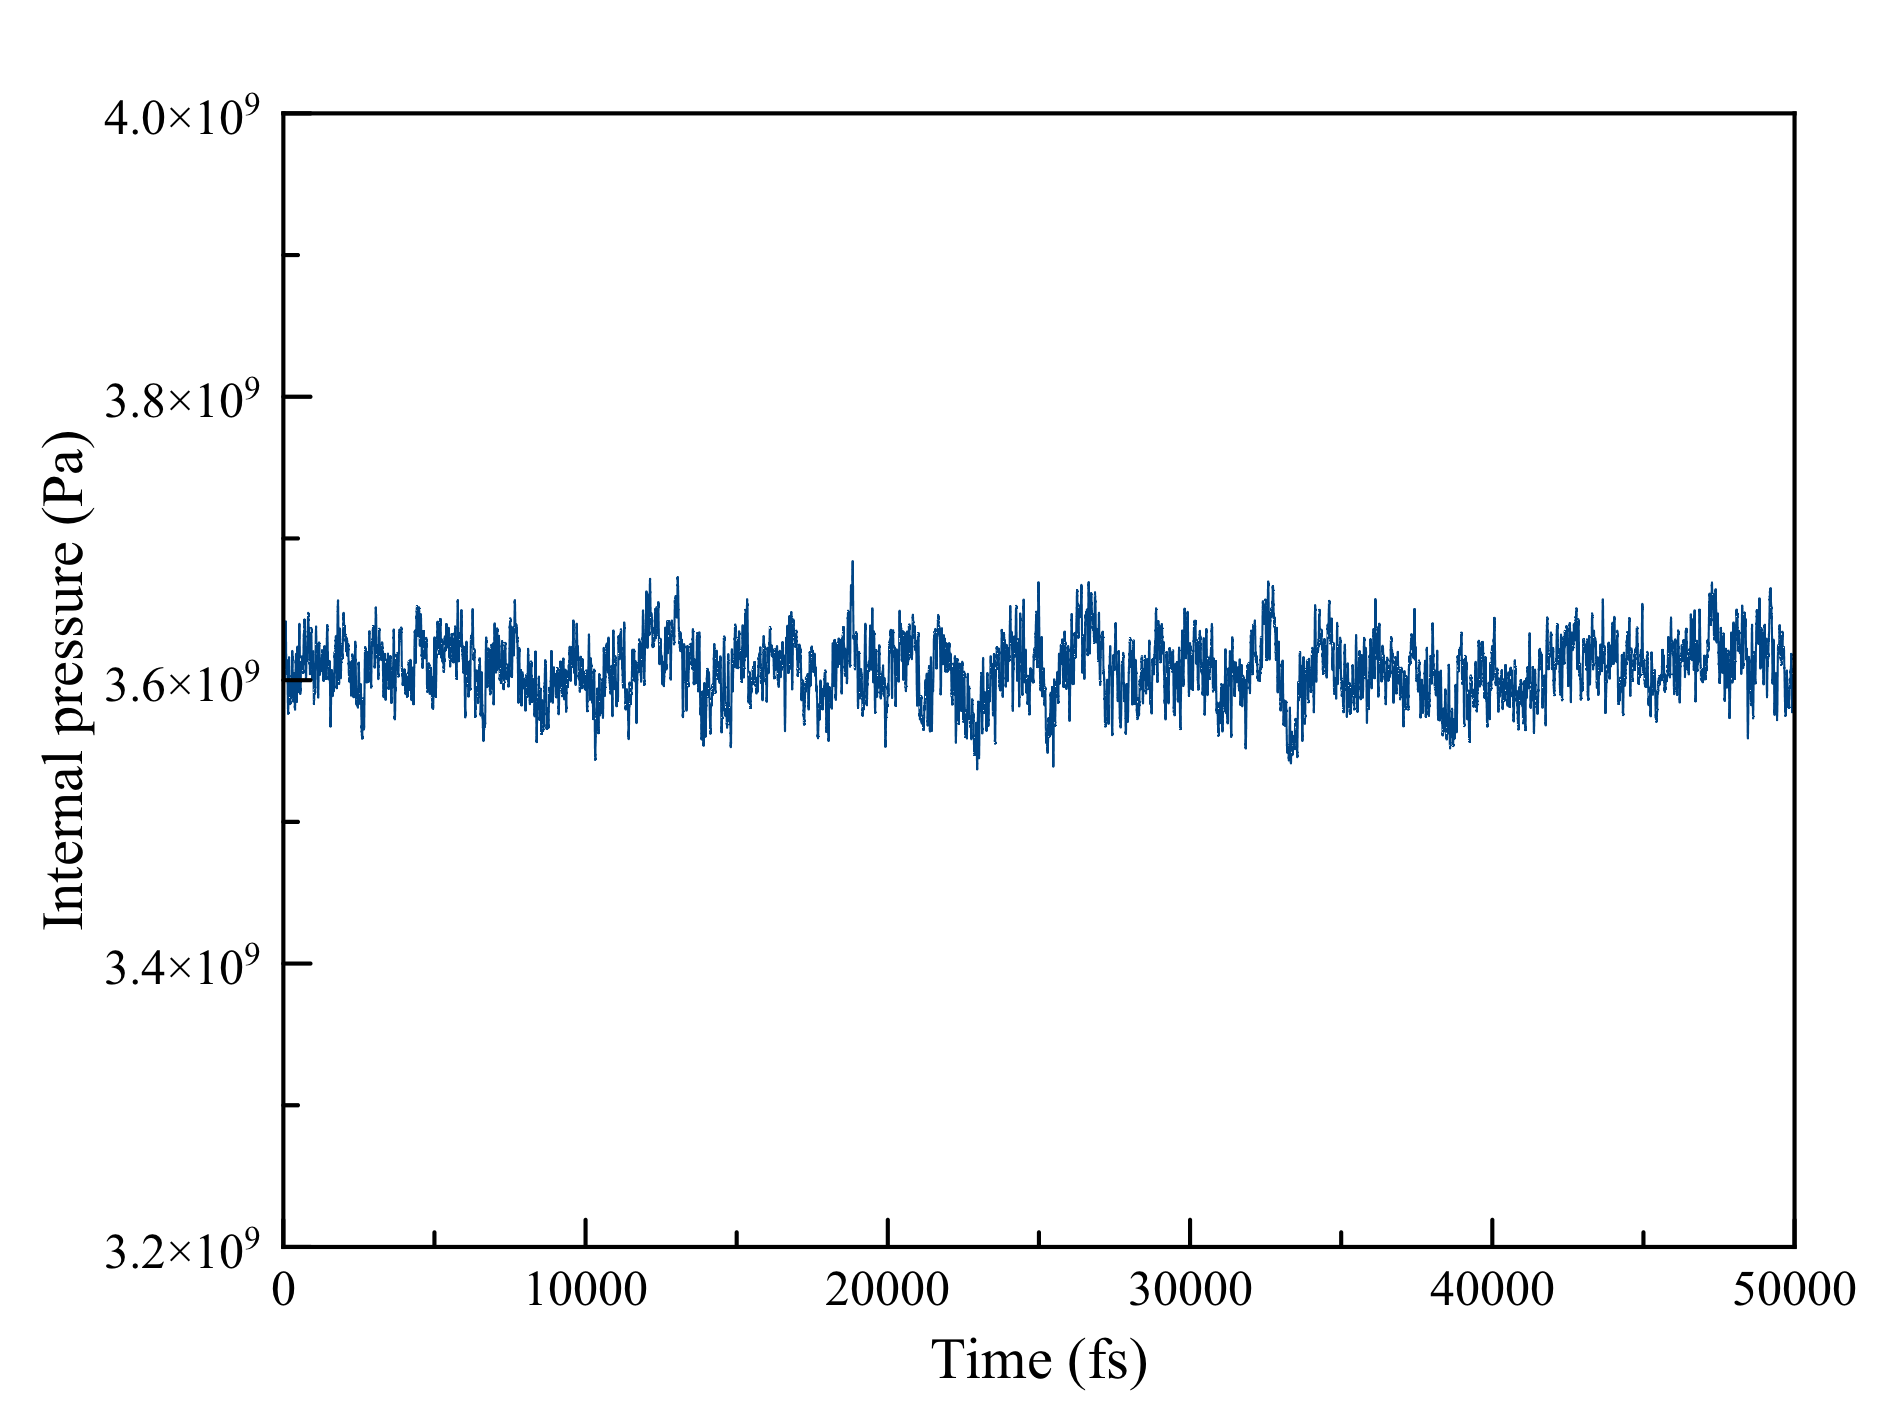 4.0×10⁹
3.8×10⁹
3.6×10⁹
3.4×10⁹
3.2×10⁹
Internal pressure (Pa)
0 10000 20000 30000 40000 50000
Time (fs)